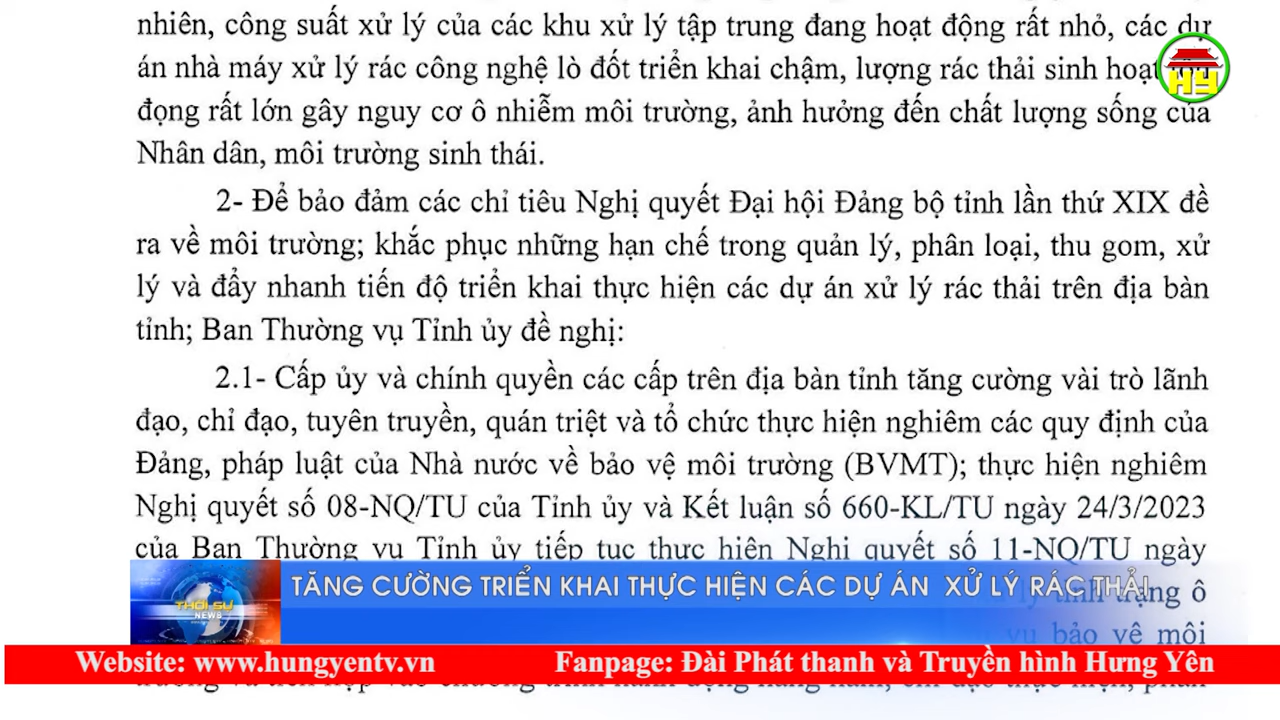 nhiên, công suất xử lý của các khu xử lý tập trung đang hoạt động rất nhỏ, các dự
án nhà máy xử lý rác công nghệ lò đốt triển khai chậm, lượng rác thải sinh hoạt
HY
đọng rất lớn gây nguy cơ ô nhiễm môi trường, ảnh hưởng đến chất lượng sống của
Nhân dân, môi trường sinh thái.
2- Để bảo đảm các chỉ tiêu Nghị quyết Đại hội Đảng bộ tỉnh lần thứ XIX đề
ra về môi trường; khắc phục những hạn chế trong quản lý, phân loại, thu gom, xử
lý và đẩy nhanh tiến độ triển khai thực hiện các dự án xử lý rác thải trên địa bàn
tỉnh; Ban Thường vụ Tỉnh ủy đề nghị:
2.1- Cấp ủy và chính quyền các cấp trên địa bàn tỉnh tăng cường vài trò lãnh
đạo, chỉ đạo, tuyên truyền, quán triệt và tổ chức thực hiện nghiêm các quy định của
Đảng, pháp luật của Nhà nước về bảo vệ môi trường (BVMT); thực hiện nghiêm
Nghị quyết số 08-NQ/TU của Tỉnh ủy và Kết luận số 660-KL/TU ngày 24/3/2023
của Ban Thường vụ Tỉnh ủy tiếp tục thực hiện Nghị quyết số 11-NQ/TU ngày
TĂNG CƯỜNG TRIỂN KHAI THỰC HIỆN CÁC DỰ ÁN XỬ LÝ RÁC THẢI
tình trạng ô
THỜI SỰ
NEWS
vụ bảo vệ môi
Website: www.hungyentv.vn Fanpage: Đài Phát thanh và Truyền hình Hưng Yên